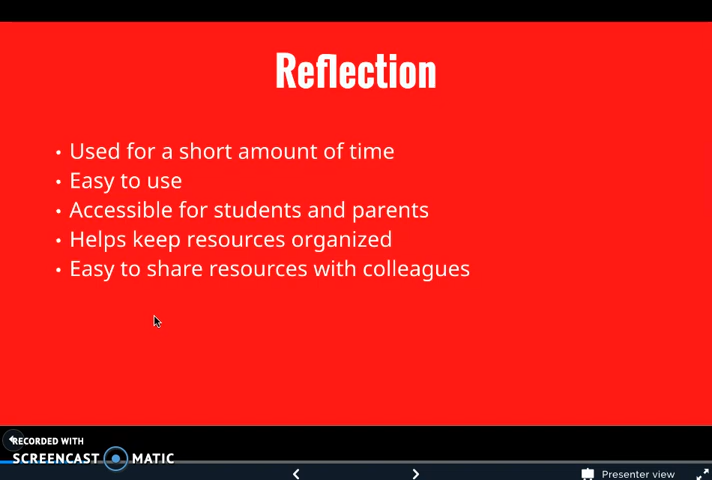 Reflection
• Used for a short amount of time
• Easy to use
• Accessible for students and parents
• Helps keep resources organized
• Easy to share resources with colleagues
RECORDED WITH
SCREENCAST MATIC
Presenter view